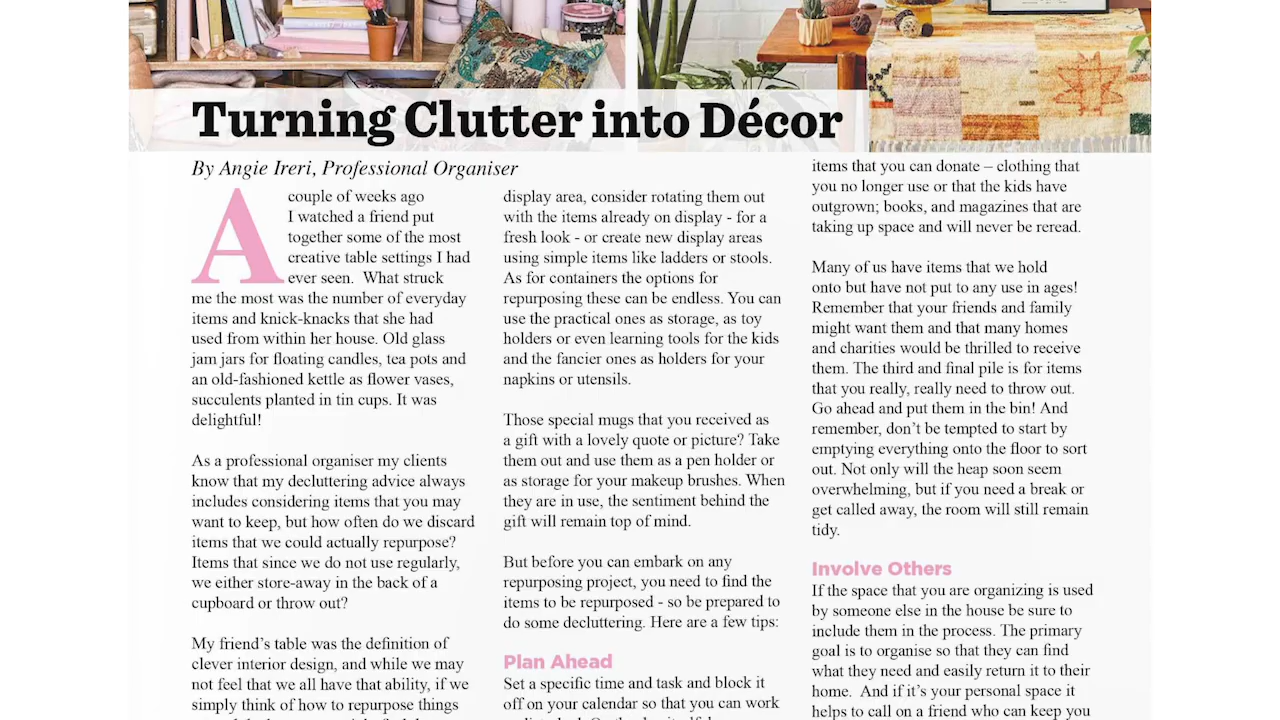 Turning Clutter into Décor
By Angie Ireri, Professional Organiser
A couple of weeks ago
I watched a friend put
together some of the most
creative table settings I had
ever seen.  What struck
me the most was the number of everyday
items and knick-knacks that she had
used from within her house. Old glass
jam jars for floating candles, tea pots and
an old-fashioned kettle as flower vases,
succulents planted in tin cups. It was
delightful!
As a professional organiser my clients
know that my decluttering advice always
includes considering items that you may
want to keep, but how often do we discard
items that we could actually repurpose?
Items that since we do not use regularly,
we either store-away in the back of a
cupboard or throw out?
My friend's table was the definition of
clever interior design, and while we may
not feel that we all have that ability, if we
simply think of how to repurpose things
display area, consider rotating them out
with the items already on display - for a
fresh look - or create new display areas
using simple items like ladders or stools.
As for containers the options for
repurposing these can be endless. You can
use the practical ones as storage, as toy
holders or even learning tools for the kids
and the fancier ones as holders for your
napkins or utensils.
Those special mugs that you received as
a gift with a lovely quote or picture? Take
them out and use them as a pen holder or
as storage for your makeup brushes. When
they are in use, the sentiment behind the
gift will remain top of mind.
But before you can embark on any
repurposing project, you need to find the
items to be repurposed - so be prepared to
do some decluttering. Here are a few tips:
Plan Ahead
Set a specific time and task and block it
off on your calendar so that you can work
items that you can donate – clothing that
you no longer use or that the kids have
outgrown; books, and magazines that are
taking up space and will never be reread.
Many of us have items that we hold
onto but have not put to any use in ages!
Remember that your friends and family
might want them and that many homes
and charities would be thrilled to receive
them. The third and final pile is for items
that you really, really need to throw out.
Go ahead and put them in the bin! And
remember, don't be tempted to start by
emptying everything onto the floor to sort
out. Not only will the heap soon seem
overwhelming, but if you need a break or
get called away, the room will still remain
tidy.
Involve Others
If the space that you are organizing is used
by someone else in the house be sure to
include them in the process. The primary
goal is to organise so that they can find
what they need and easily return it to their
home.  And if it's your personal space it
helps to call on a friend who can keep you